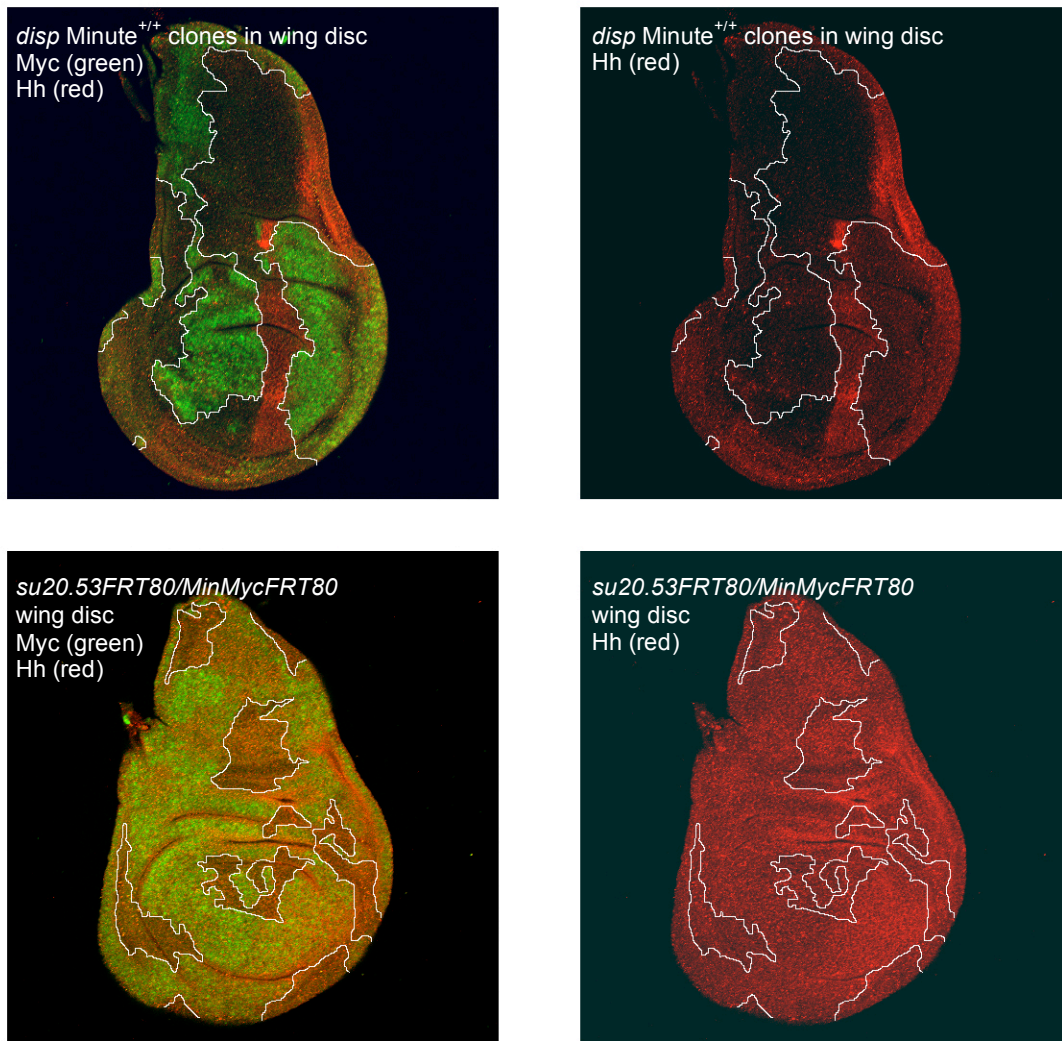 disp Minute+/+ clones in wing disc
Myc (green)
Hh (red)
disp Minute+/+ clones in wing disc
Hh (red)
su20.53FRT80/MinMycFRT80
wing disc
Myc (green)
Hh (red)
su20.53FRT80/MinMycFRT80
wing disc
Hh (red)